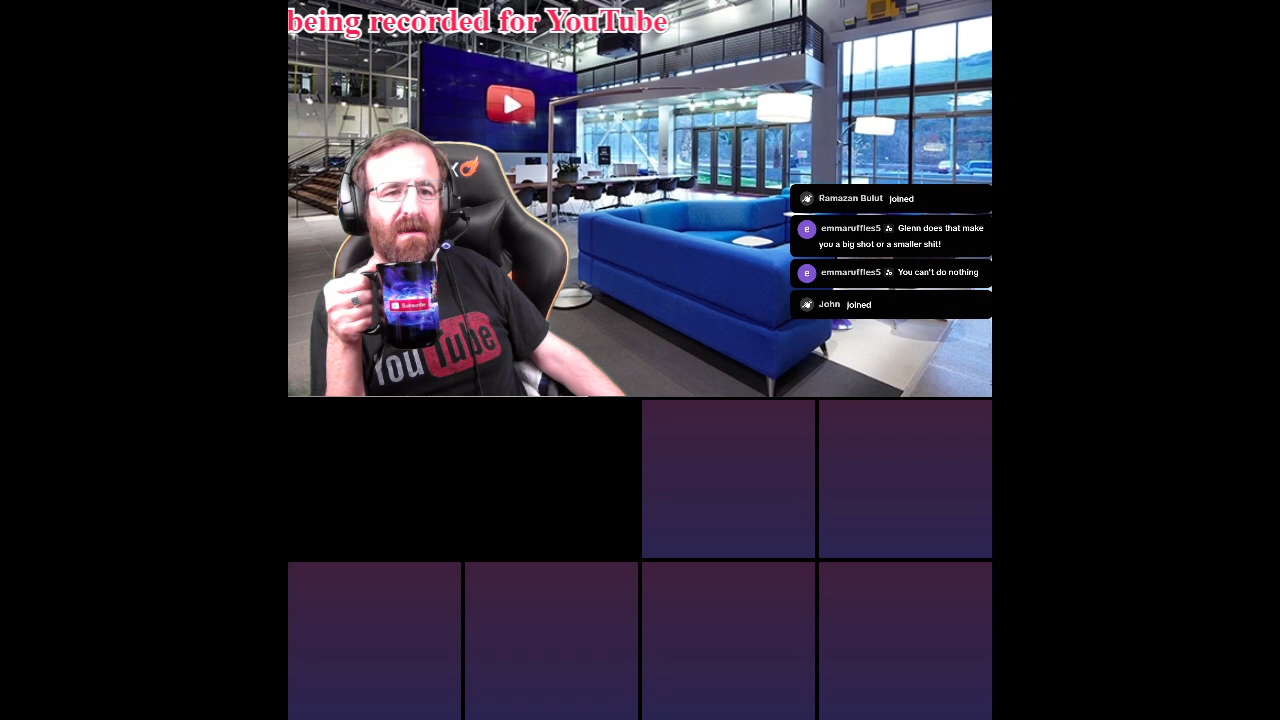 being recorded for YouTube
Ramazan Bulut joined
emmaruffles5 Glenn does that make
you a big shot or a smaller shit!
emmaruffles5 You can't do nothing
John joined
Subscribe
YouTube